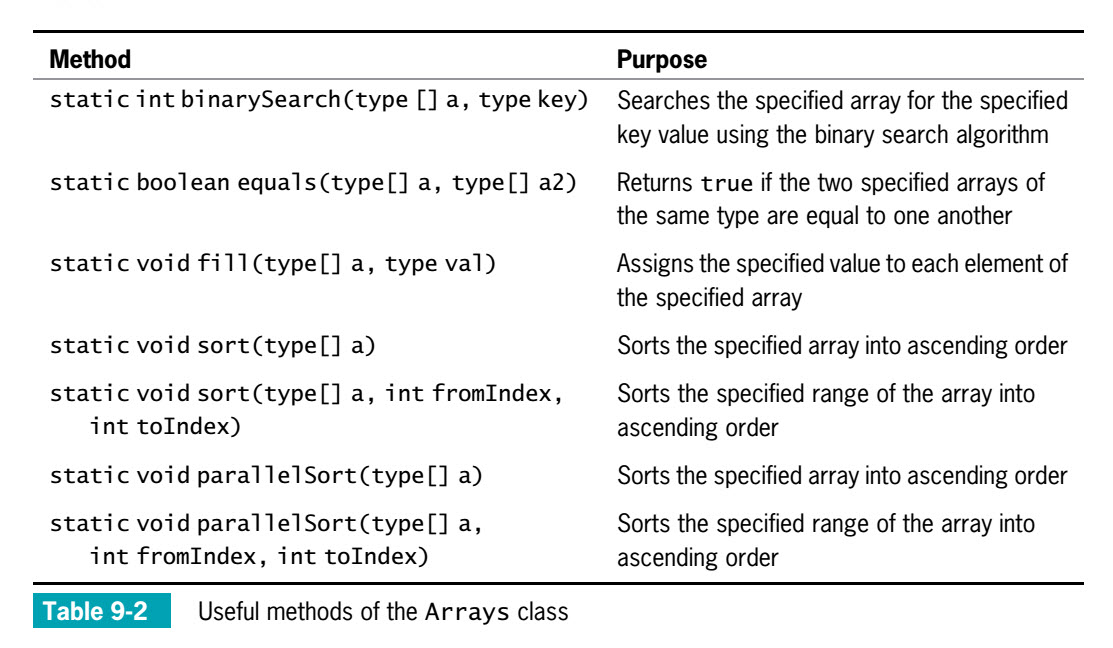 Method Purpose
static int binarySearch(type [] a, type key) Searches the specified array for the specified
key value using the binary search algorithm
static boolean equals(type[] a, type[] a2) Returns true if the two specified arrays of
the same type are equal to one another
static void fill(type[] a, type val) Assigns the specified value to each element of
the specified array
static void sort(type[] a) Sorts the specified array into ascending order
static void sort(type[] a, int fromIndex, Sorts the specified range of the array into
int toIndex) ascending order
static void parallelSort(type[] a) Sorts the specified array into ascending order
static void parallelSort(type[] a, Sorts the specified range of the array into
int fromIndex, int toIndex) ascending order
Table 9-2 Useful methods of the Arrays class